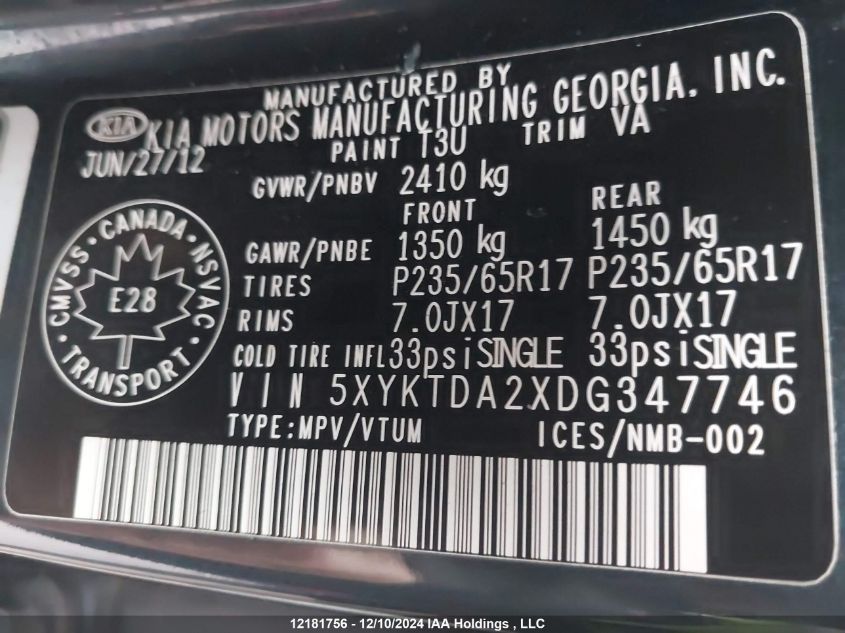 MANUFACTURED BY
KIA KIA MOTORS MANUFACTURING GEORGIA. INC.
JUN/27/12 PAINT T3U TRIM VA
GVWR/PNBV 2410 kg
FRONT REAR
GAWR/PNBE 1350 kg 1450 kg
TIRES P235/65R17 P235/65R17
RIMS 7.0JX17 7.0JX17
COLD TIRE INFL 33psi SINGLE 33psi SINGLE
VIN 5XYKTDA2XDG347746
TYPE:MPV/VTUM ICES/NMB-002
CMVSS · CANADA · NSVAC · TRANSPORT ·
E28
12181756 - 12/10/2024 IAA Holdings , LLC